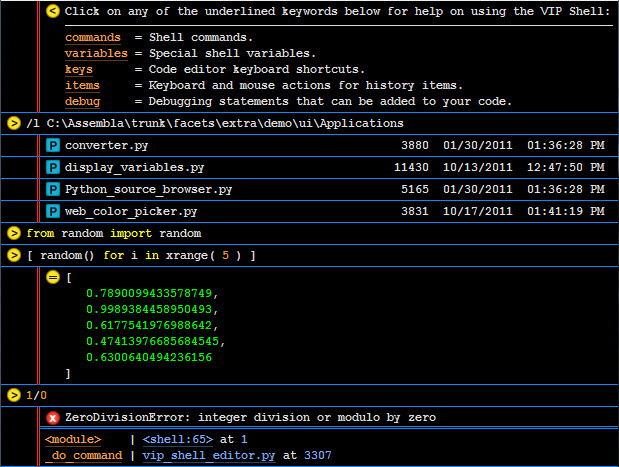 < Click on any of the underlined keywords below for help on using the VIP Shell:
commands = Shell commands.
variables = Special shell variables.
keys = Code editor keyboard shortcuts.
items = Keyboard and mouse actions for history items.
debug = Debugging statements that can be added to your code.
> /l C:\Assembla\trunk\facets\extra\demo\ui\Applications
P converter.py 3880 01/30/2011 01:36:28 PM
P display_variables.py 11430 10/13/2011 12:47:50 PM
P Python_source_browser.py 5165 01/30/2011 01:36:28 PM
P web_color_picker.py 3831 10/17/2011 01:41:19 PM
> from random import random
> [ random() for i in xrange( 5 ) ]
= [
0.7890099433578749,
0.9989384458950493,
0.6177541976988642,
0.47413976685684545,
0.6300640494236156
]
> 1/0
x ZeroDivisionError: integer division or modulo by zero
<module> | <shell:65> at 1
_do_command | vip_shell_editor.py at 3307